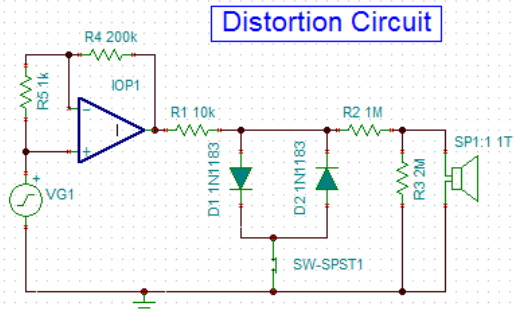 Distortion Circuit
R4 200k
IOP1
R5 1k
R1 10k
R2 1M
SP1:1 1T
D1 1N1183
D2 1N1183
R3 2M
VG1
SW-SPST1